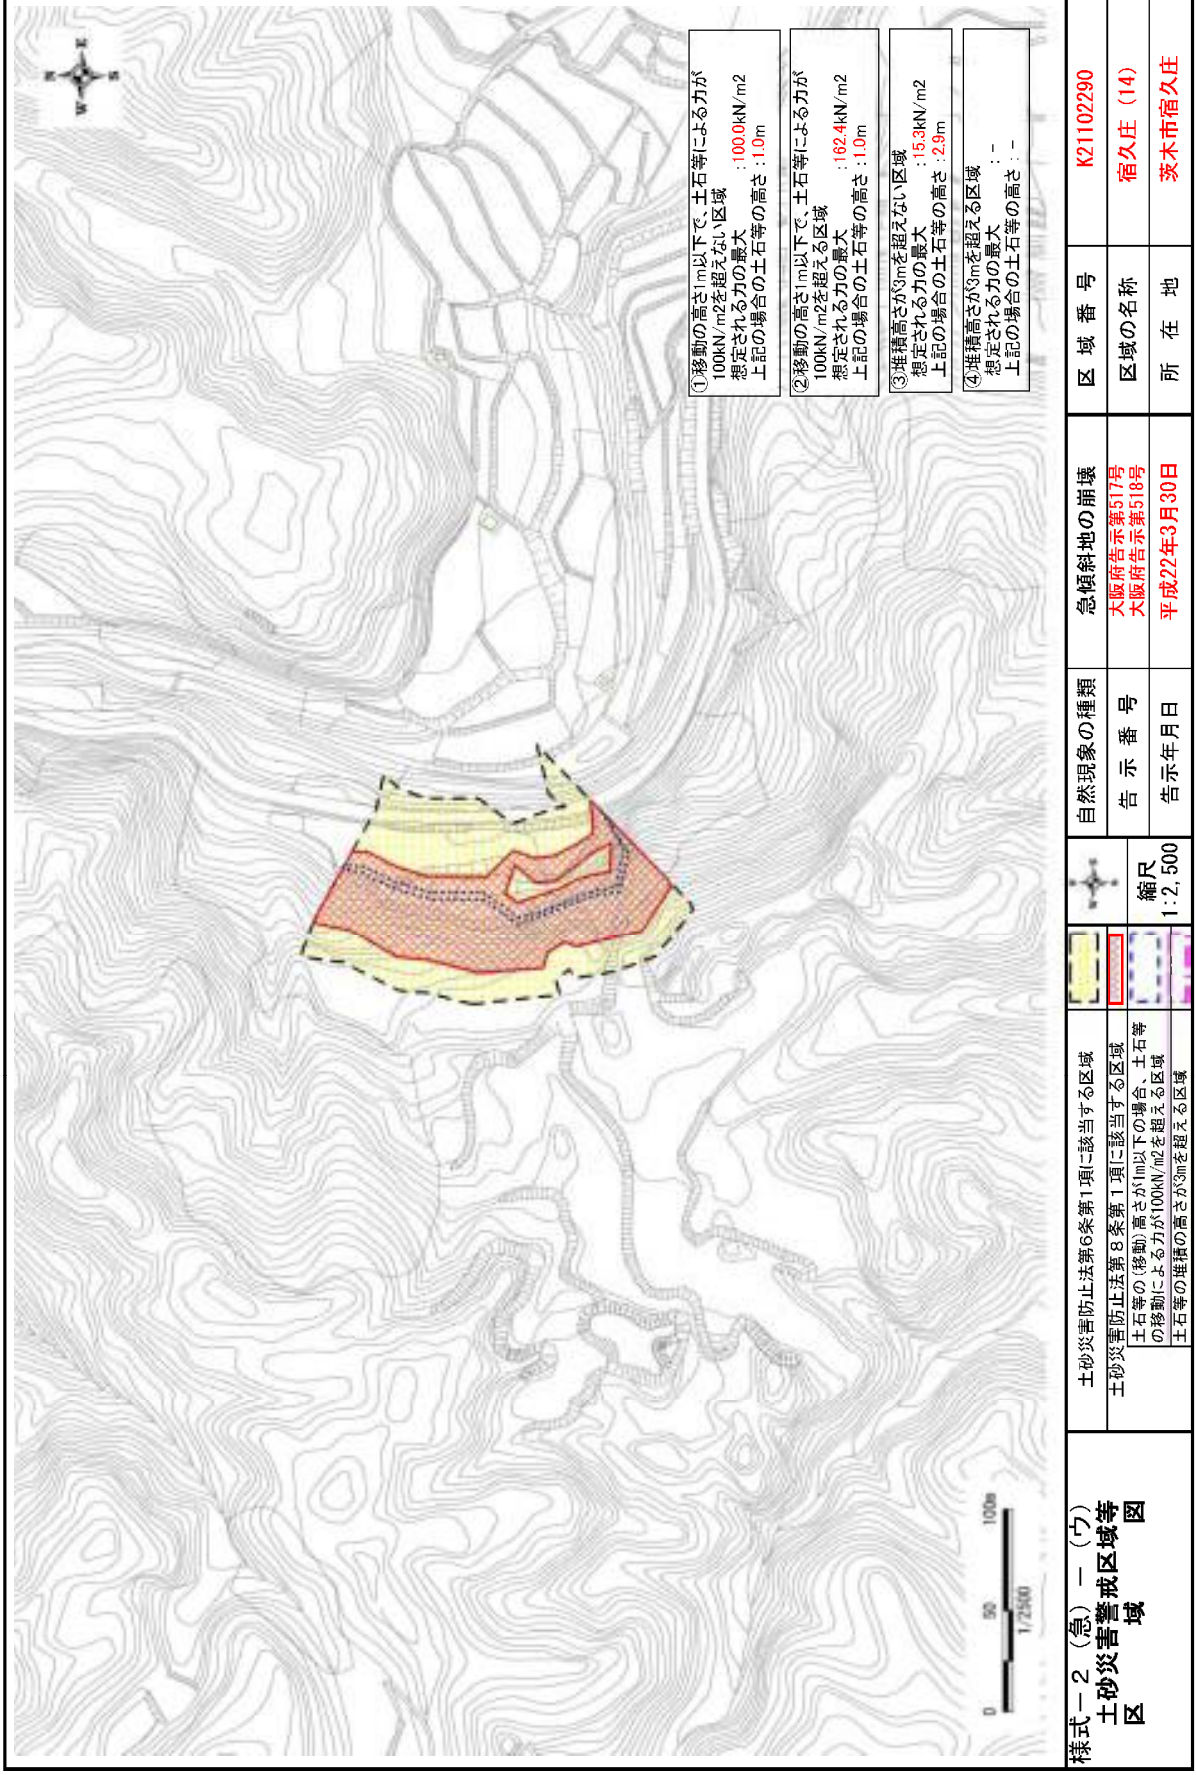 N
E
W
S
①移動の高さ1m以下で、土石等による力が
100kN/m2を超えない区域
想定される力の最大 :100.0kN/m2
上記の場合の土石等の高さ:1.0m
②移動の高さ1m以下で、土石等による力が
100kN/m2を超える区域
想定される力の最大 :162.4kN/m2
上記の場合の土石等の高さ:1.0m
③堆積高さが3mを超えない区域
想定される力の最大 :15.3kN/m2
上記の場合の土石等の高さ:2.9m
④堆積高さが3mを超える区域
想定される力の最大 :-
上記の場合の土石等の高さ:-
0 50 100m
1/2500
様式-2(急)-(ウ)
土砂災害警戒区域等
区域図
土砂災害防止法第6条第1項に該当する区域
土砂災害防止法第8条第1項に該当する区域
土石等の(移動)高さが1m以下の場合、土石等
の移動による力が100kN/m2を超える区域
土石等の堆積の高さが3mを超える区域
縮尺
1:2,500
自然現象の種類 急傾斜地の崩壊
告示番号 大阪府告示第517号
大阪府告示第518号
告示年月日 平成22年3月30日
区域番号 K21102290
区域の名称 宿久庄(14)
所在地 茨木市宿久庄